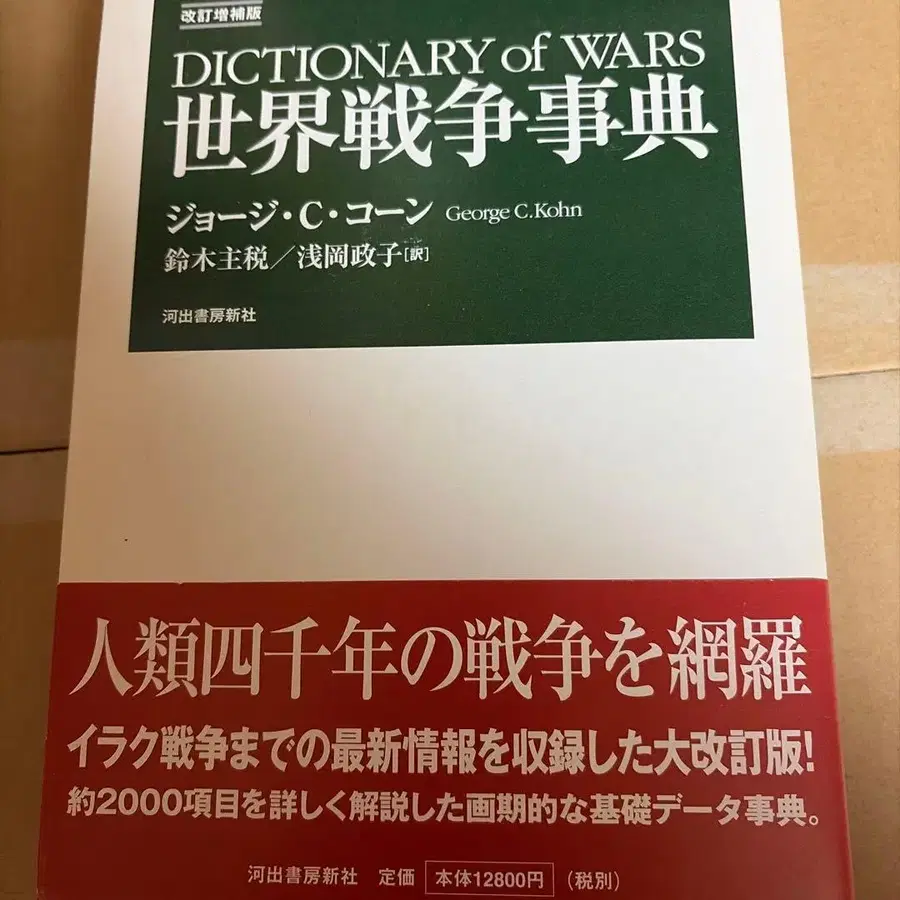 改訂増補版
DICTIONARY of WARS
世界戦争事典
ジョージ・C・コーン George C. Kohn
鈴木主税／浅岡政子[訳]
河出書房新社
人類四千年の戦争を網羅
イラク戦争までの最新情報を収録した大改訂版!
約2000項目を詳しく解説した画期的な基礎データ事典。
河出書房新社 定価 本体12800円 (税別)